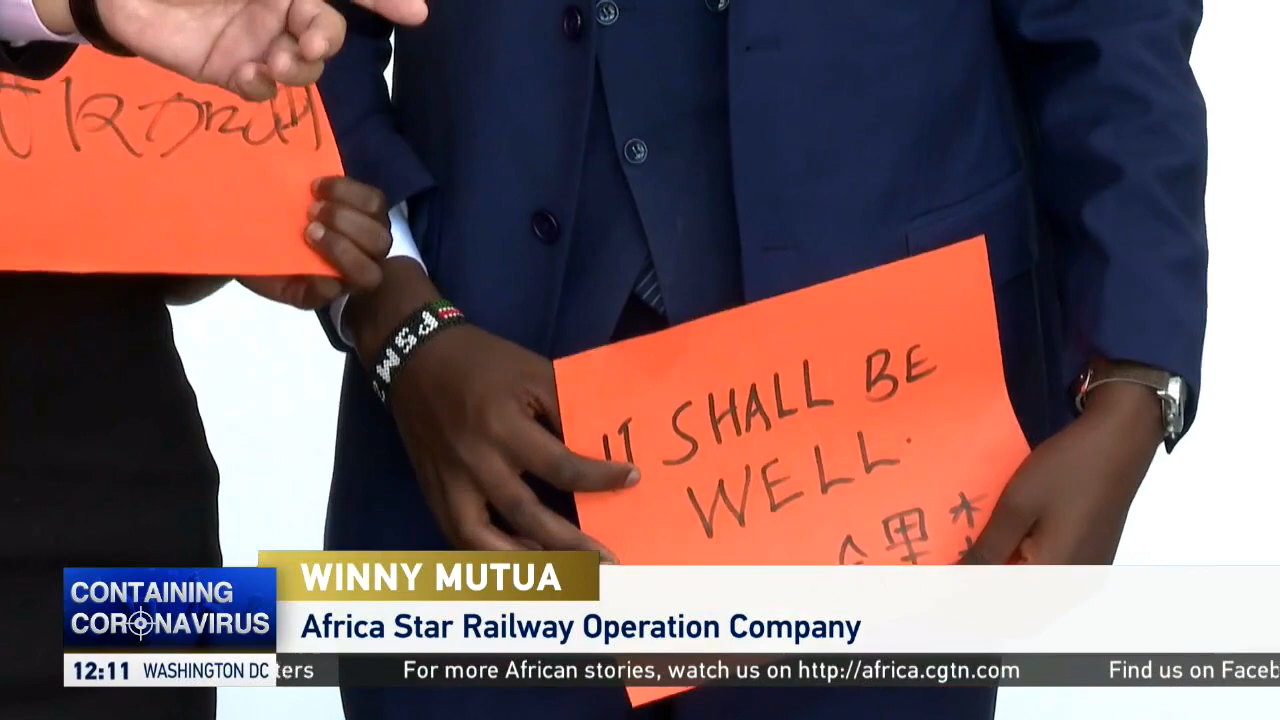 IT SHALL BE
WELL.
WINNY MUTUA
CONTAINING
CORONAVIRUS
Africa Star Railway Operation Company
12:11 WASHINGTON DC
ters For more African stories, watch us on http://africa.cgtn.com Find us on Faceb